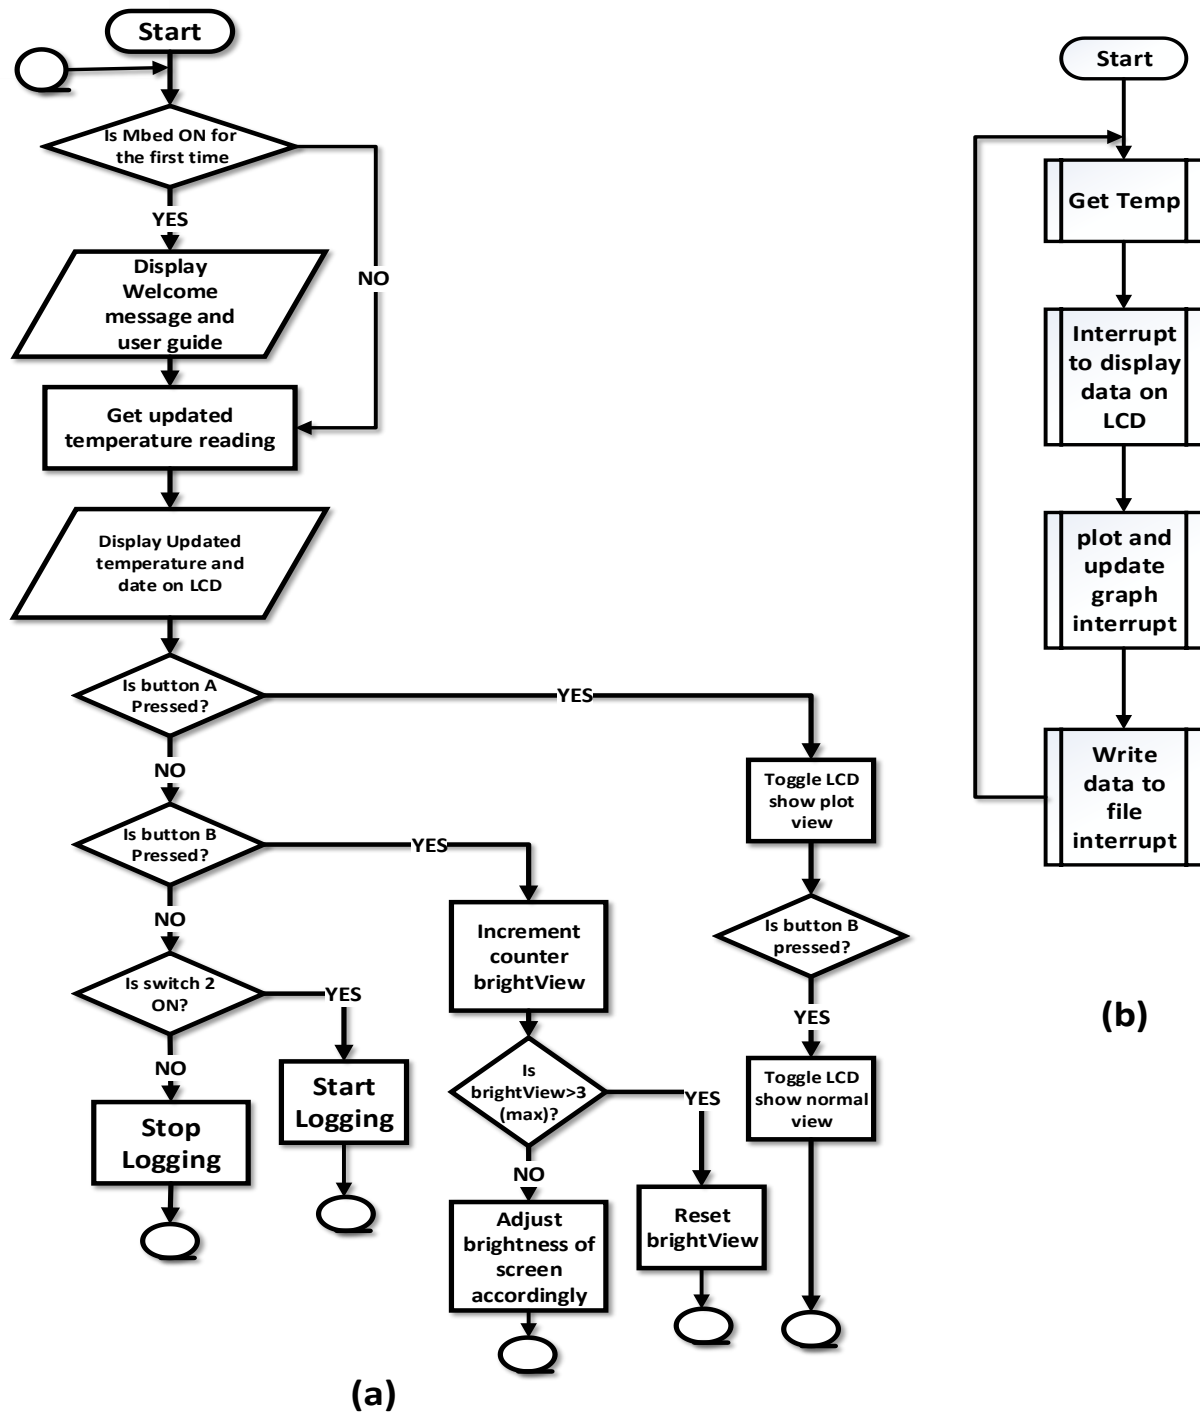 Start
Is Mbed ON for
the first time
YES
NO
Display
Welcome
message and
user guide
Get updated
temperature reading
Display Updated
temperature and
date on LCD
Is button A
Pressed?
YES
NO
Toggle LCD
show plot
view
Is button B
Pressed?
YES
NO
Increment
counter
brightView
Is button B
pressed?
YES
Is switch 2
ON?
YES
NO
Start
Logging
Stop
Logging
Is
brightView>3
(max)?
YES
NO
Toggle LCD
show normal
view
Adjust
brightness of
screen
accordingly
Reset
brightView
(a)
Start
Get Temp
Interrupt
to display
data on
LCD
plot and
update
graph
interrupt
Write
data to
file
interrupt
(b)